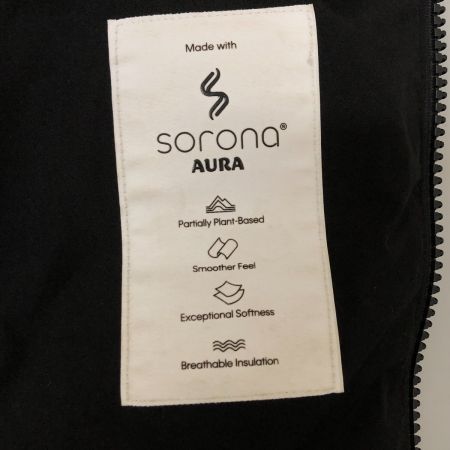 Made with
sorona®
AURA
Partially Plant-Based
Smoother Feel
Exceptional Softness
Breathable Insulation